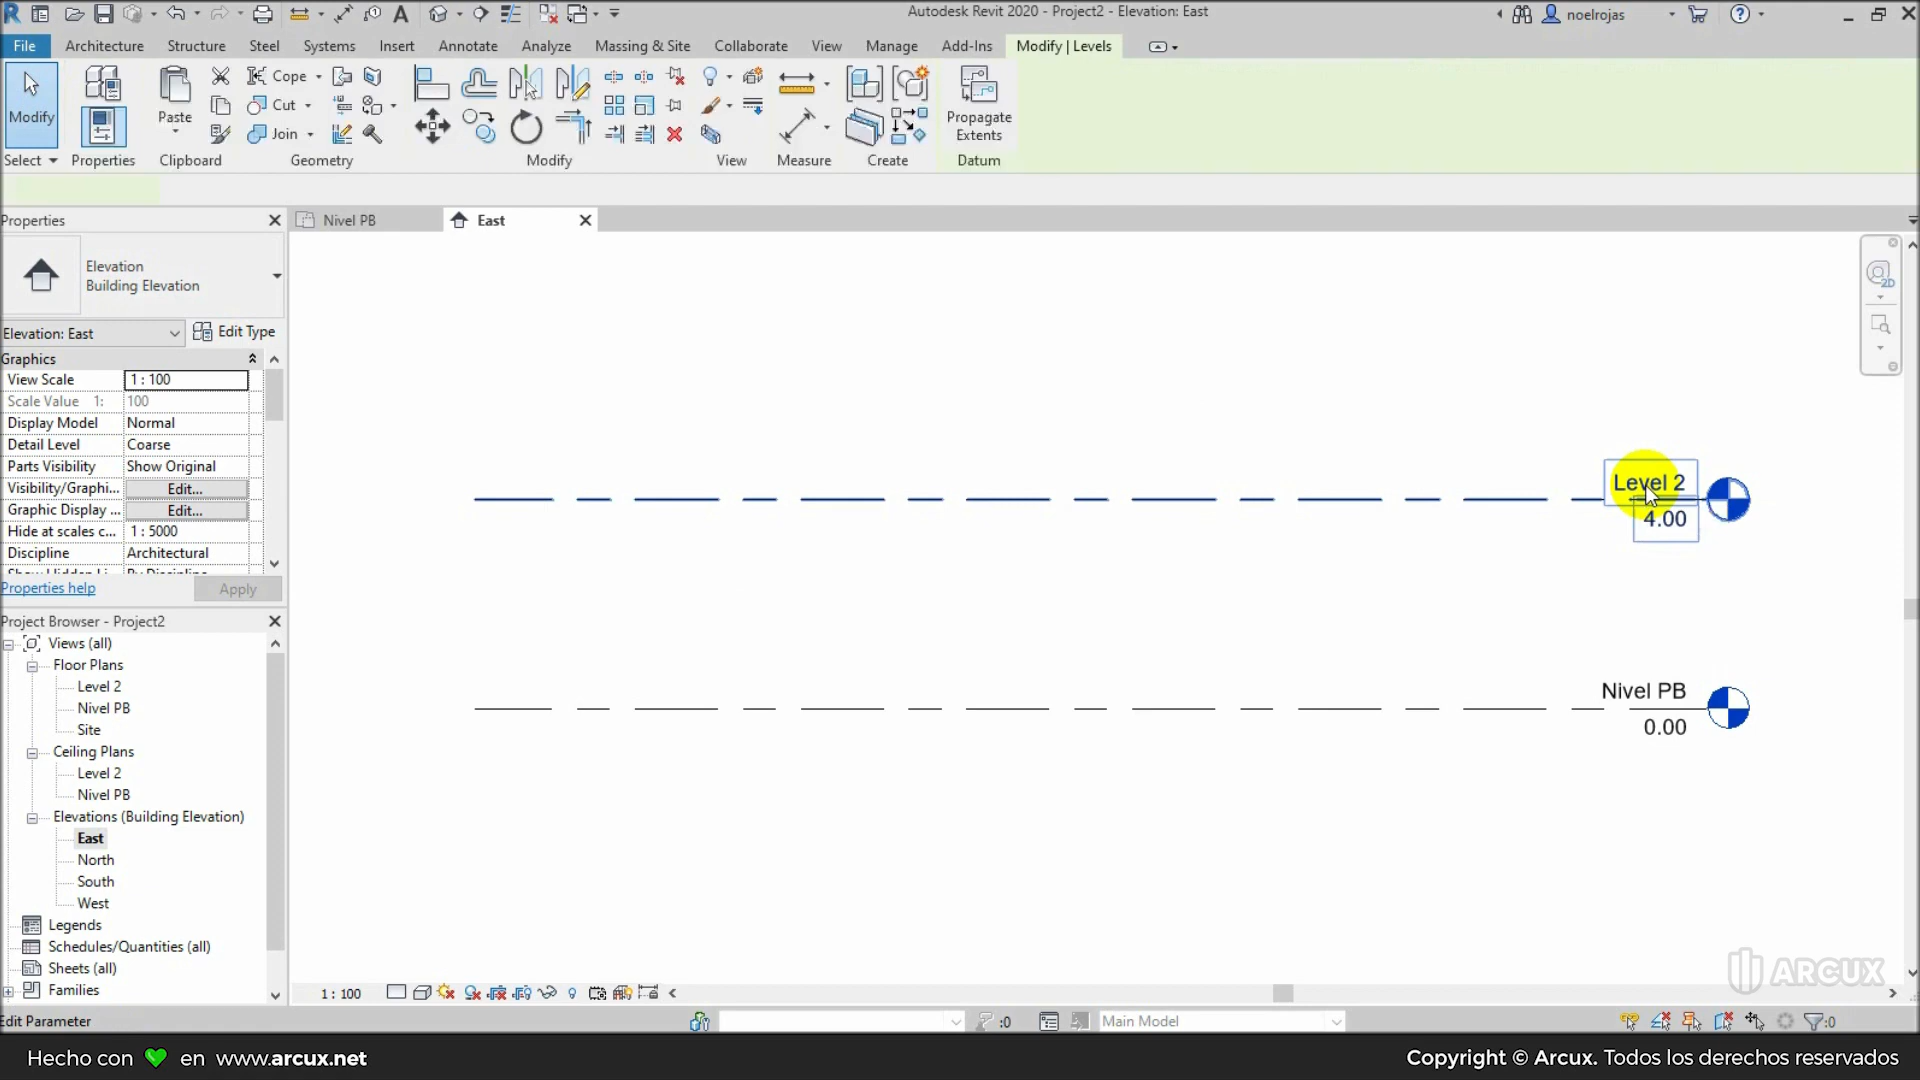 Autodesk Revit 2020 - Project2 - Elevation: East
noelrojas
File Architecture Structure Steel Systems Insert Annotate Analyze Massing & Site Collaborate View Manage Add-Ins Modify | Levels
Modify
Paste
Cope
Cut
Join
Propagate
Extents
Select Properties Clipboard Geometry Modify View Measure Create Datum
Properties
Nivel PB
East
Elevation
Building Elevation
Elevation: East
Edit Type
Graphics
View Scale 1 : 100
Scale Value 1: 100
Display Model Normal
Detail Level Coarse
Parts Visibility Show Original
Visibility/Graphi... Edit...
Graphic Display ... Edit...
Hide at scales c... 1 : 5000
Discipline Architectural
Properties help
Apply
Project Browser - Project2
Views (all)
Floor Plans
Level 2
Nivel PB
Site
Ceiling Plans
Level 2
Nivel PB
Elevations (Building Elevation)
East
North
South
West
Legends
Schedules/Quantities (all)
Sheets (all)
Families
2D
Level 2
4.00
Nivel PB
0.00
ARCUX
1 : 100
Edit Parameter
:0
Main Model
:0
Hecho con en www.arcux.net
Copyright © Arcux. Todos los derechos reservados